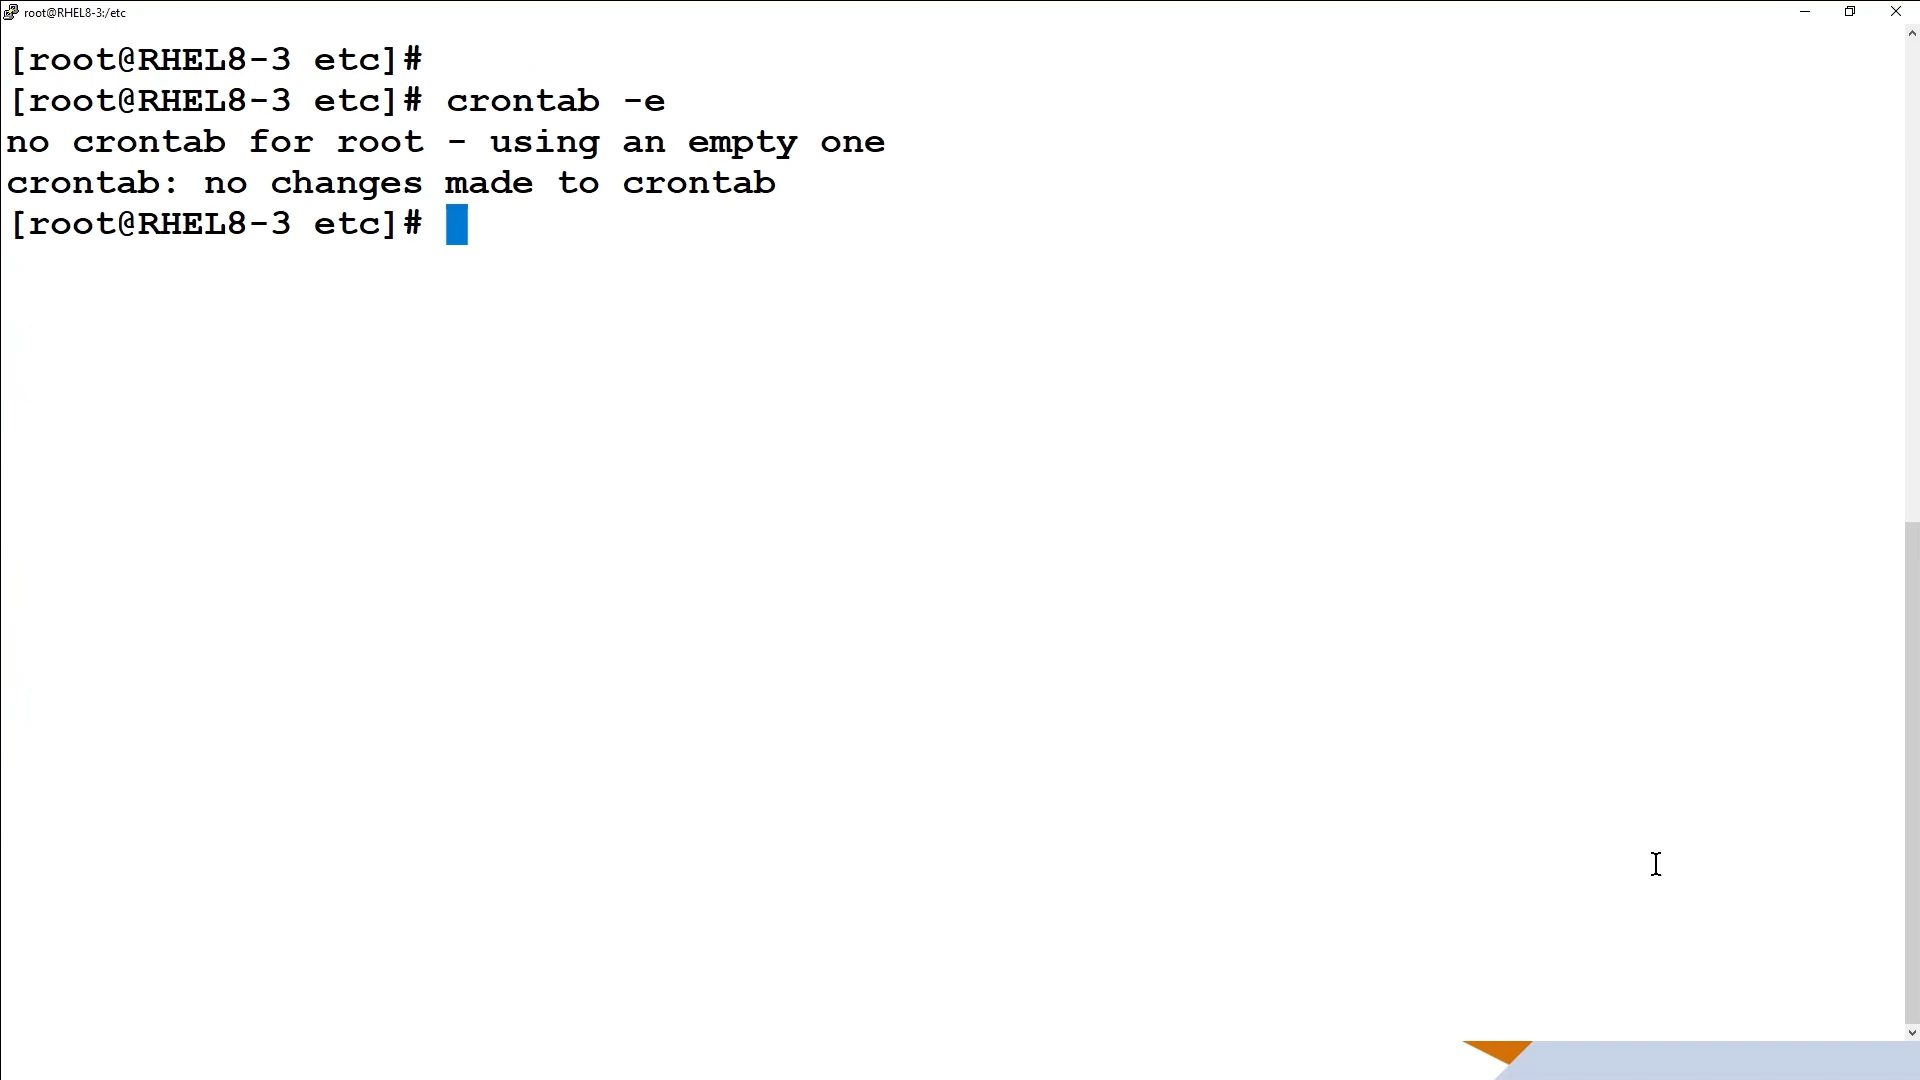 root@RHEL8-3:/etc
[root@RHEL8-3 etc]#
[root@RHEL8-3 etc]# crontab -e
no crontab for root - using an empty one
crontab: no changes made to crontab
[root@RHEL8-3 etc]#